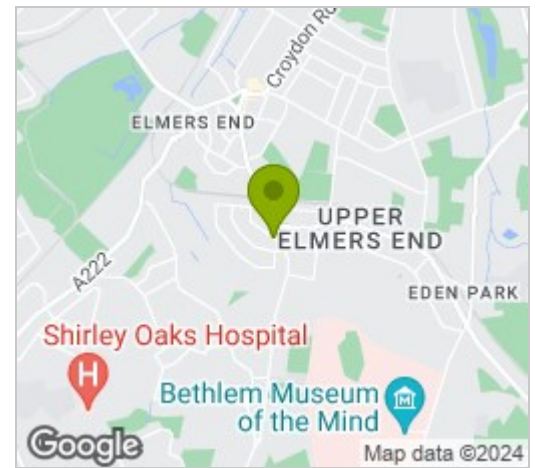 Croydon Rd
ELMERS END
UPPER
ELMERS END
A222
EDEN PARK
Shirley Oaks Hospital
H
Bethlem Museum
of the Mind
M
Google
Map data ©2024